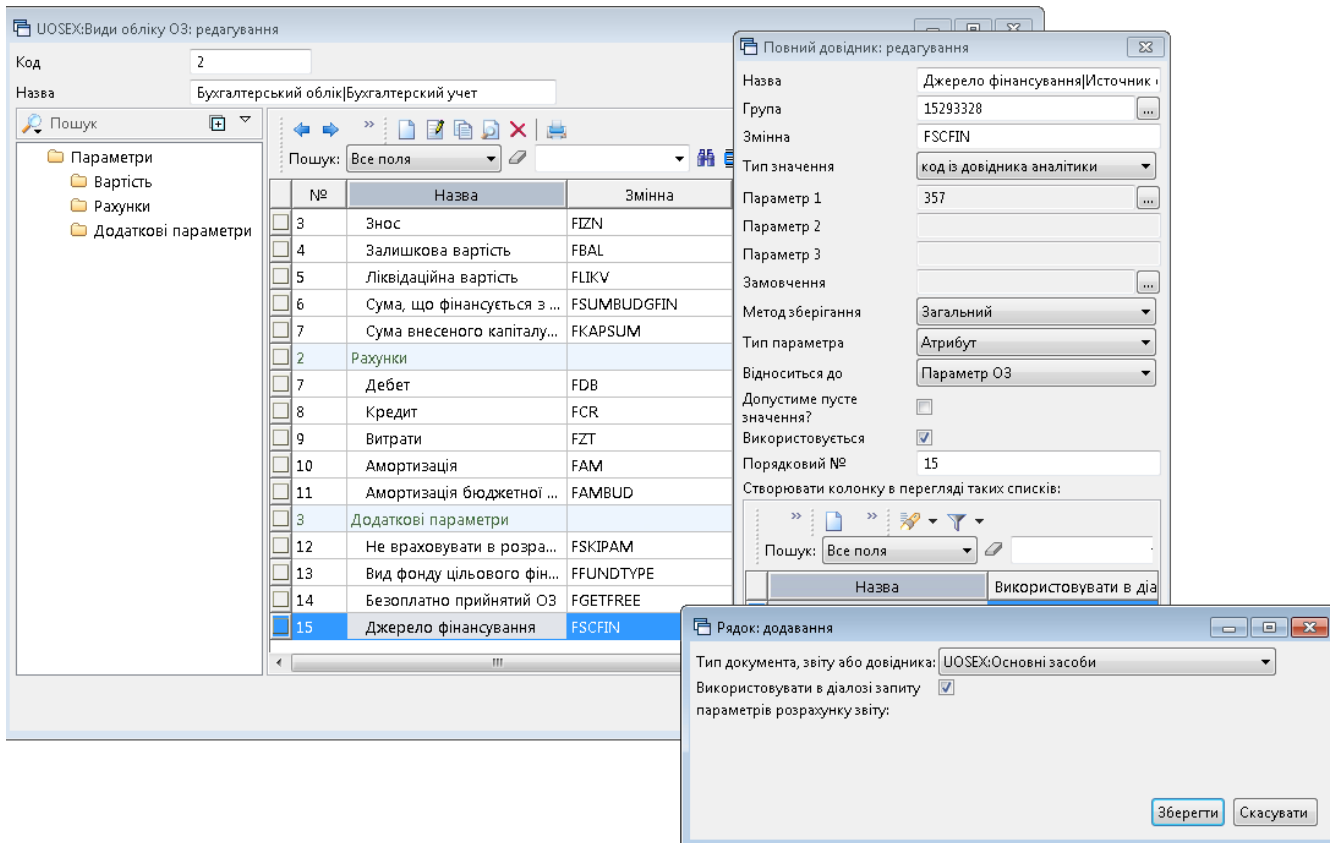 UOSEX:Види обліку ОЗ: редагування
Код 2
Назва Бухгалтерський облік|Бухгалтерский учет
Пошук
Параметри
Вартість
Рахунки
Додаткові параметри
Пошук: Все поля
№ Назва Змінна
3 Знос FIZN
4 Залишкова вартість FBAL
5 Ліквідаційна вартість FLIKV
6 Сума, що фінансується з ... FSUMBUDGFIN
7 Сума внесеного капіталу... FKAPSUM
2 Рахунки
7 Дебет FDB
8 Кредит FCR
9 Витрати FZT
10 Амортизація FAM
11 Амортизація бюджетної ... FAMBUD
3 Додаткові параметри
12 Не враховувати в розра... FSKIPAM
13 Вид фонду цільового фін... FFUNDTYPE
14 Безоплатно прийнятий ОЗ FGETFREE
15 Джерело фінансування FSCFIN
Повний довідник: редагування
Назва Джерело фінансування|Источник
Група 15293328 ...
Змінна FSCFIN
Тип значення код із довідника аналітики
Параметр 1 357 ...
Параметр 2
Параметр 3
Замовчення ...
Метод зберігання Загальний
Тип параметра Атрибут
Відноситься до Параметр ОЗ
Допустиме пусте
значення?
Використовується
Порядковий № 15
Створювати колонку в перегляді таких списків:
Пошук: Все поля
Назва Використовувати в діа
Рядок: додавання
Тип документа, звіту або довідника: UOSEX:Основні засоби
Використовувати в діалозі запиту
параметрів розрахунку звіту:
Зберегти Скасувати